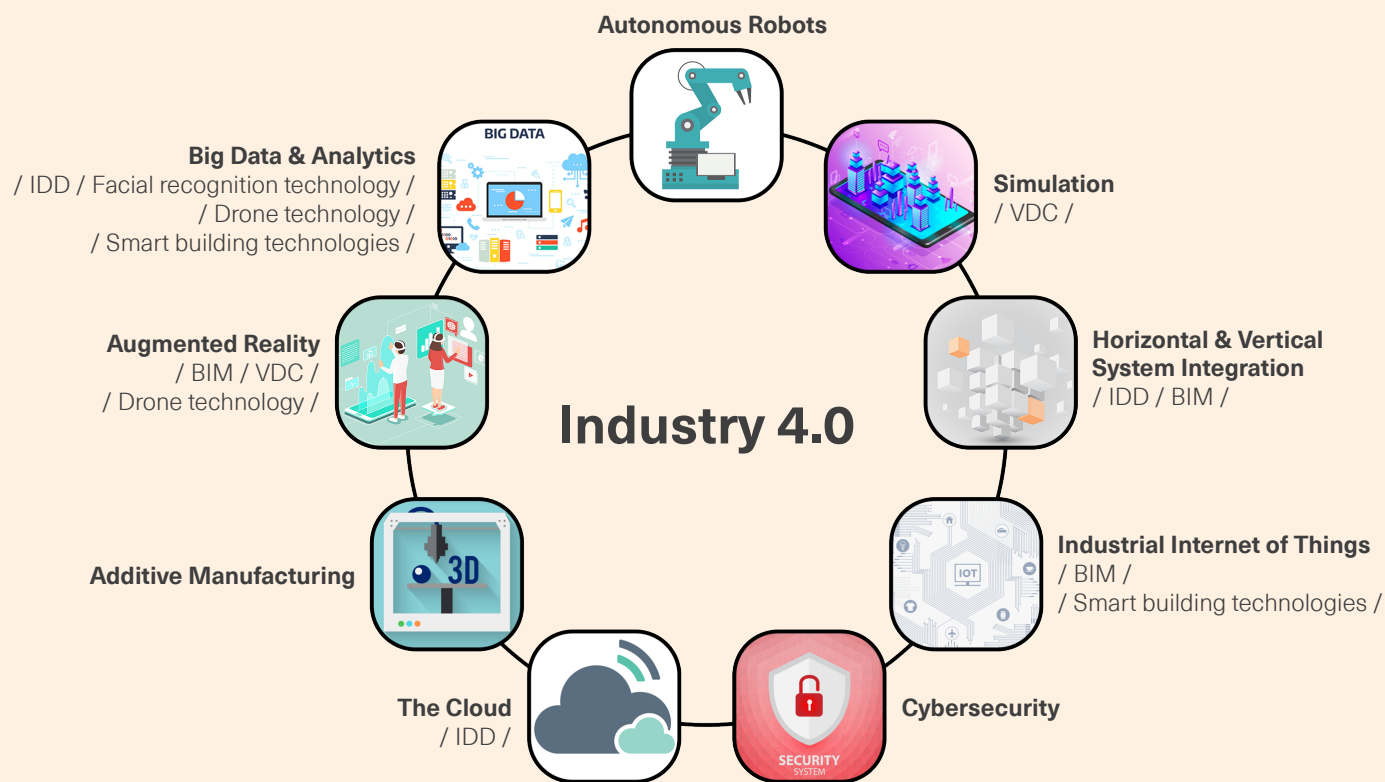 Autonomous Robots
BIG DATA
Big Data & Analytics
/ IDD / Facial recognition technology /
/ Drone technology /
/ Smart building technologies /
Simulation
/ VDC /
Augmented Reality
/ BIM / VDC /
/ Drone technology /
Horizontal & Vertical
System Integration
/ IDD / BIM /
Industry 4.0
Additive Manufacturing
3D
IOT
Industrial Internet of Things
/ BIM /
/ Smart building technologies /
The Cloud
/ IDD /
Cybersecurity
SECURITY
SYSTEM